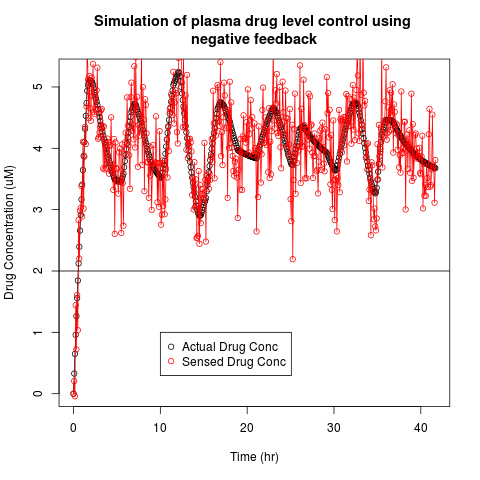 Simulation of plasma drug level control using
negative feedback
Drug Concentration (uM)
5
4
3
2
1
0
Actual Drug Conc
Sensed Drug Conc
0 10 20 30 40
Time (hr)